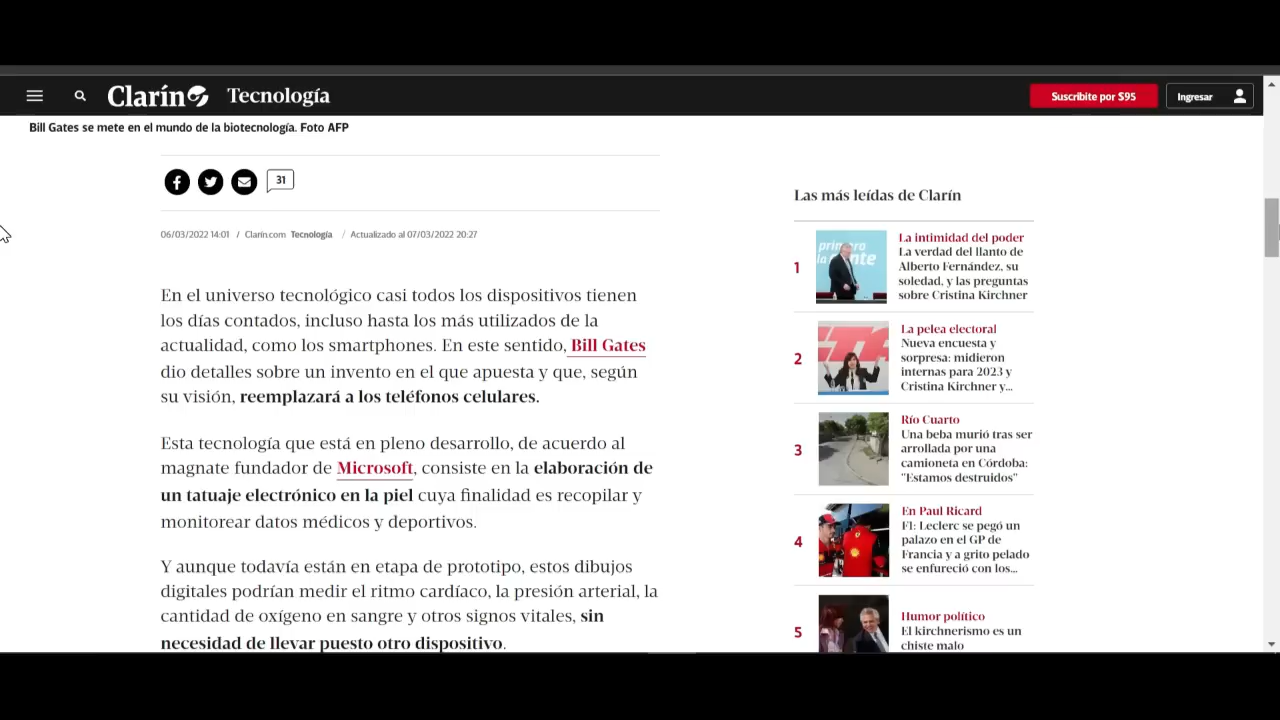 Clarín Tecnología
Suscribite por $95
Ingresar
Bill Gates se mete en el mundo de la biotecnología. Foto AFP
31
06/03/2022 14:01 / Clarín.com Tecnología / Actualizado al 07/03/2022 20:27
En el universo tecnológico casi todos los dispositivos tienen
los días contados, incluso hasta los más utilizados de la
actualidad, como los smartphones. En este sentido, Bill Gates
dio detalles sobre un invento en el que apuesta y que, según
su visión, reemplazará a los teléfonos celulares.
Esta tecnología que está en pleno desarrollo, de acuerdo al
magnate fundador de Microsoft, consiste en la elaboración de
un tatuaje electrónico en la piel cuya finalidad es recopilar y
monitorear datos médicos y deportivos.
Y aunque todavía están en etapa de prototipo, estos dibujos
digitales podrían medir el ritmo cardíaco, la presión arterial, la
cantidad de oxígeno en sangre y otros signos vitales, sin
necesidad de llevar puesto otro dispositivo.
Las más leídas de Clarín
1
La intimidad del poder
La verdad del llanto de
Alberto Fernández, su
soledad, y las preguntas
sobre Cristina Kirchner
2
La pelea electoral
Nueva encuesta y
sorpresa: midieron
internas para 2023 y
Cristina Kirchner y...
3
Río Cuarto
Una beba murió tras ser
arrollada por una
camioneta en Córdoba:
"Estamos destruidos"
4
En Paul Ricard
F1: Leclerc se pegó un
palazo en el GP de
Francia y a grito pelado
se enfureció con los...
5
Humor político
El kirchnerismo es un
chiste malo